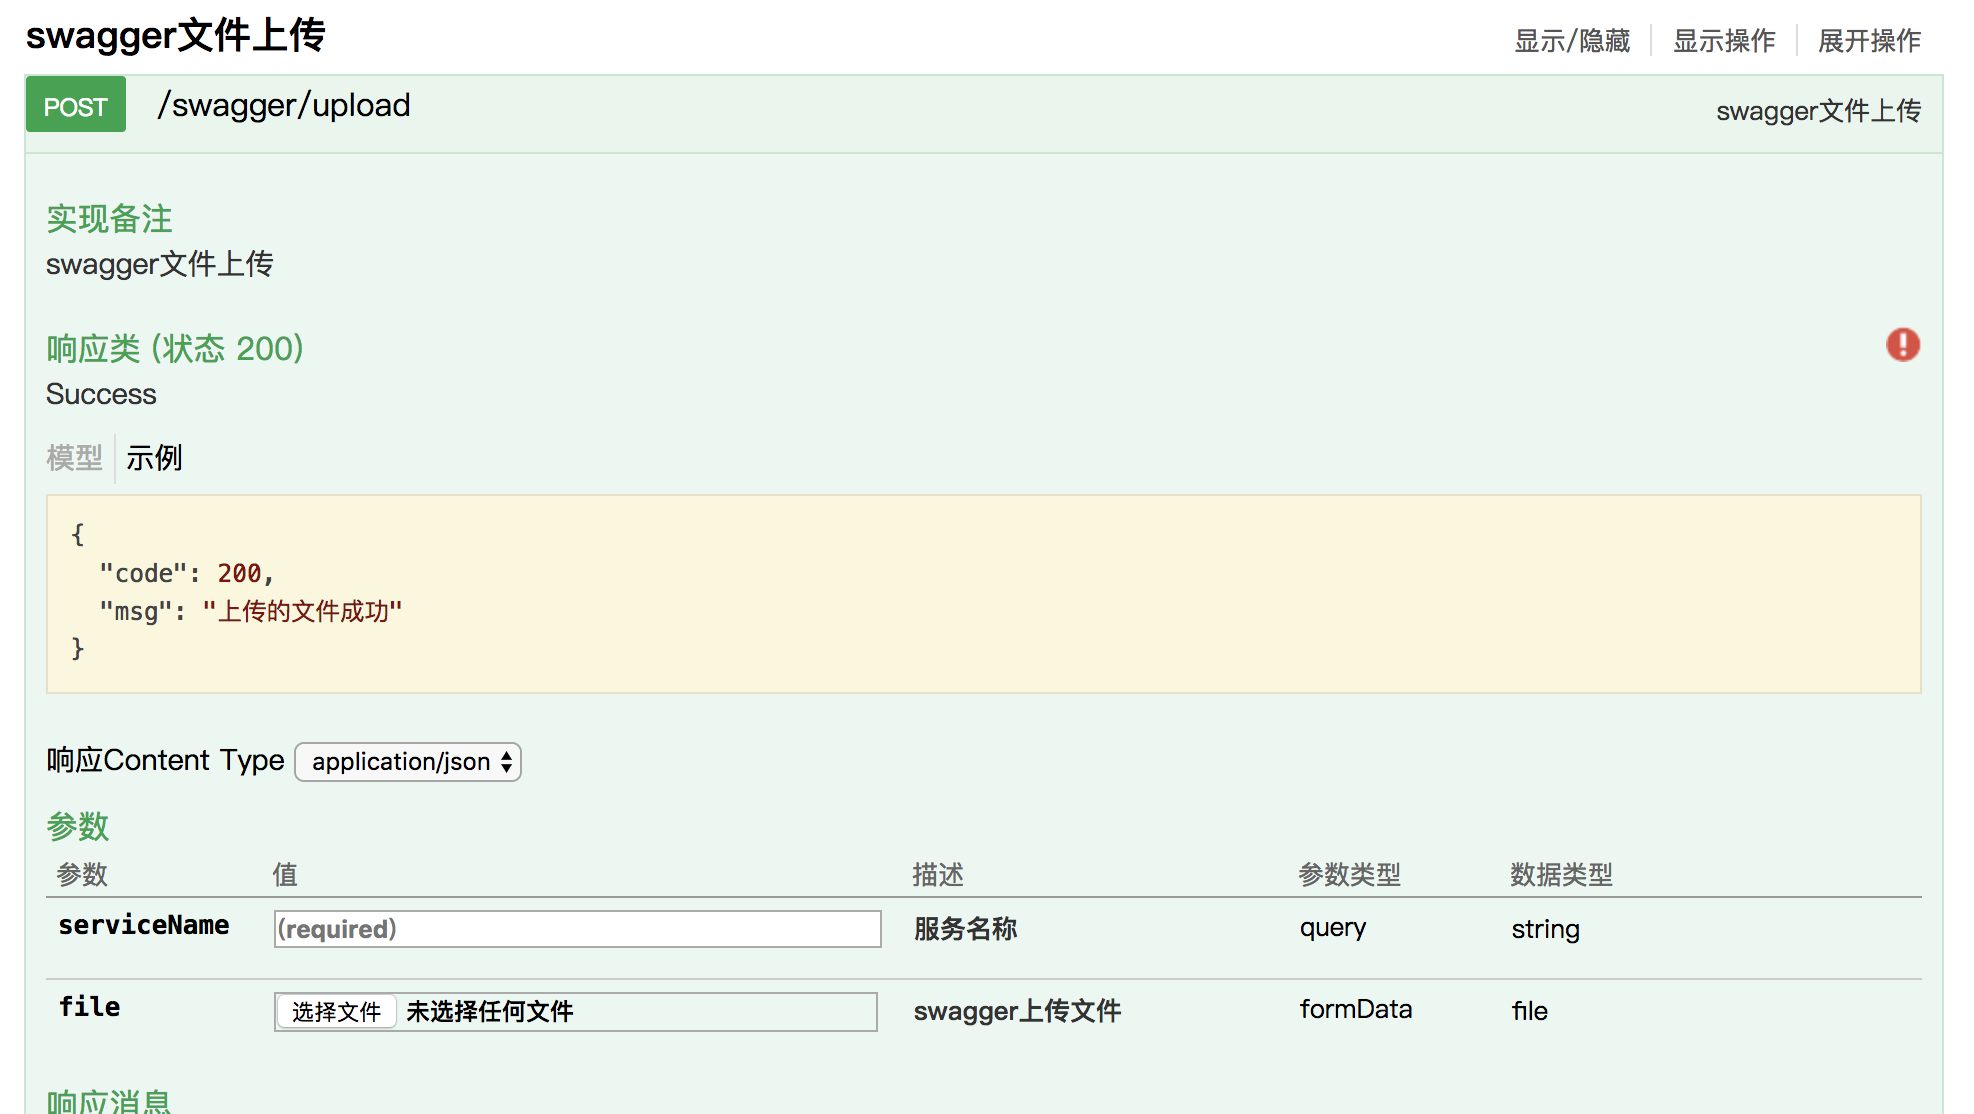 swagger文件上传
显示/隐藏 显示操作 展开操作
POST /swagger/upload swagger文件上传
实现备注
swagger文件上传
响应类 (状态 200)
Success
模型 示例
{
"code": 200,
"msg": "上传的文件成功"
}
响应Content Type application/json
参数
参数 值 描述 参数类型 数据类型
serviceName (required) 服务名称 query string
file 选择文件 未选择任何文件 swagger上传文件 formData file
响应消息